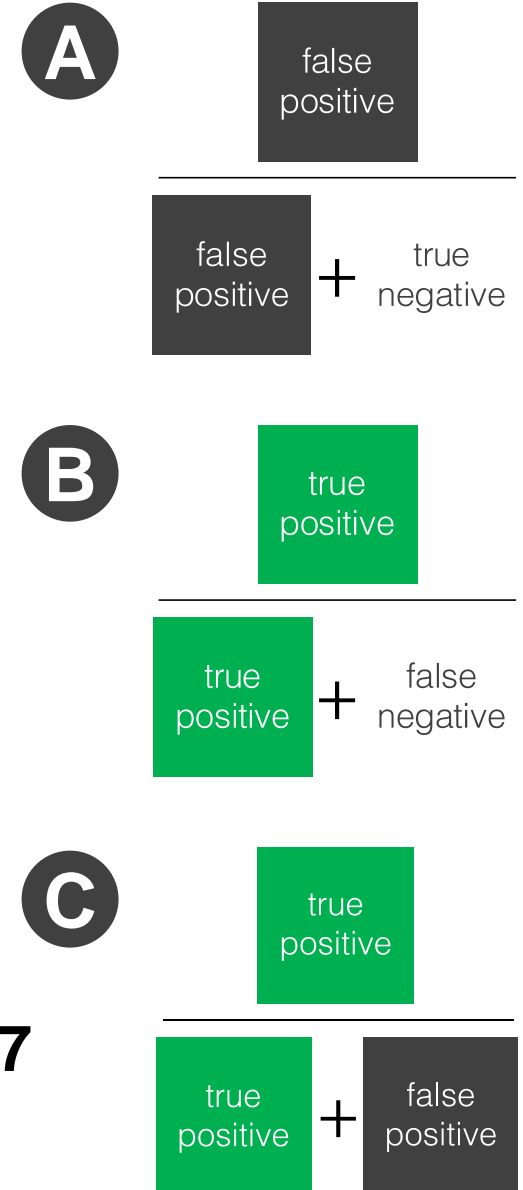 A
false
positive
false
positive
+
true
negative
B
true
positive
true
positive
+
false
negative
C
true
positive
7
true
positive
+
false
positive